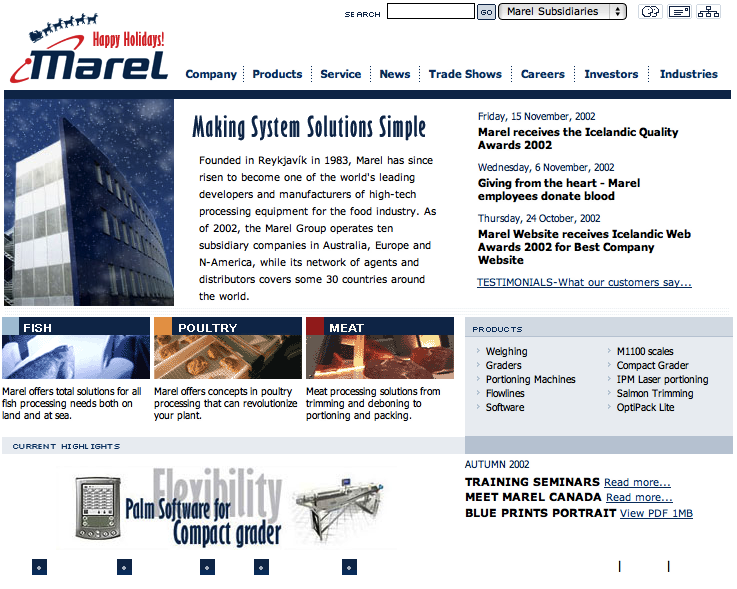 SEARCH
GO
Marel Subsidiaries
Happy Holidays!
Marel
Company
Products
Service
News
Trade Shows
Careers
Investors
Industries
Making System Solutions Simple
Founded in Reykjavík in 1983, Marel has since
risen to become one of the world's leading
developers and manufacturers of high-tech
processing equipment for the food industry. As
of 2002, the Marel Group operates ten
subsidiary companies in Australia, Europe and
N-America, while its network of agents and
distributors covers some 30 countries around
the world.
Friday, 15 November, 2002
Marel receives the Icelandic Quality
Awards 2002
Wednesday, 6 November, 2002
Giving from the heart - Marel
employees donate blood
Thursday, 24 October, 2002
Marel Website receives Icelandic Web
Awards 2002 for Best Company
Website
TESTIMONIALS-What our customers say...
FISH
Marel offers total solutions for all
fish processing needs both on
land and at sea.
POULTRY
Marel offers concepts in poultry
processing that can revolutionize
your plant.
MEAT
Meat processing solutions from
trimming and deboning to
portioning and packing.
PRODUCTS
Weighing
Graders
Portioning Machines
Flowlines
Software
M1100 scales
Compact Grader
IPM Laser portioning
Salmon Trimming
OptiPack Lite
CURRENT HIGHLIGHTS
Flexibility
Palm Software for
Compact grader
AUTUMN 2002
TRAINING SEMINARS Read more...
MEET MAREL CANADA Read more...
BLUE PRINTS PORTRAIT View PDF 1MB